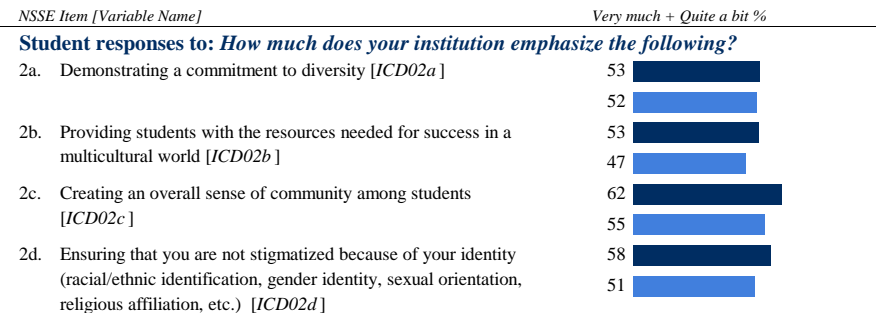 NSSE Item [Variable Name] Very much + Quite a bit %
Student responses to: How much does your institution emphasize the following?
2a. Demonstrating a commitment to diversity [ICD02a ] 53
52
2b. Providing students with the resources needed for success in a 53
multicultural world [ICD02b ] 47
2c. Creating an overall sense of community among students 62
[ICD02c ] 55
2d. Ensuring that you are not stigmatized because of your identity 58
(racial/ethnic identification, gender identity, sexual orientation, 51
religious affiliation, etc.) [ICD02d ]